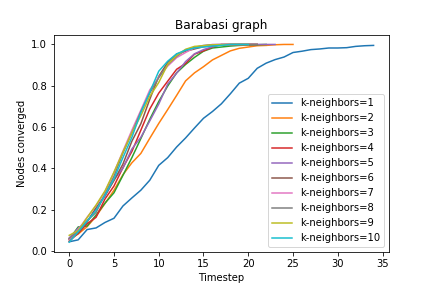 Barabasi graph
Nodes converged
1.0
0.8
0.6
0.4
0.2
0.0
k-neighbors=1
k-neighbors=2
k-neighbors=3
k-neighbors=4
k-neighbors=5
k-neighbors=6
k-neighbors=7
k-neighbors=8
k-neighbors=9
k-neighbors=10
0 5 10 15 20 25 30 35
Timestep